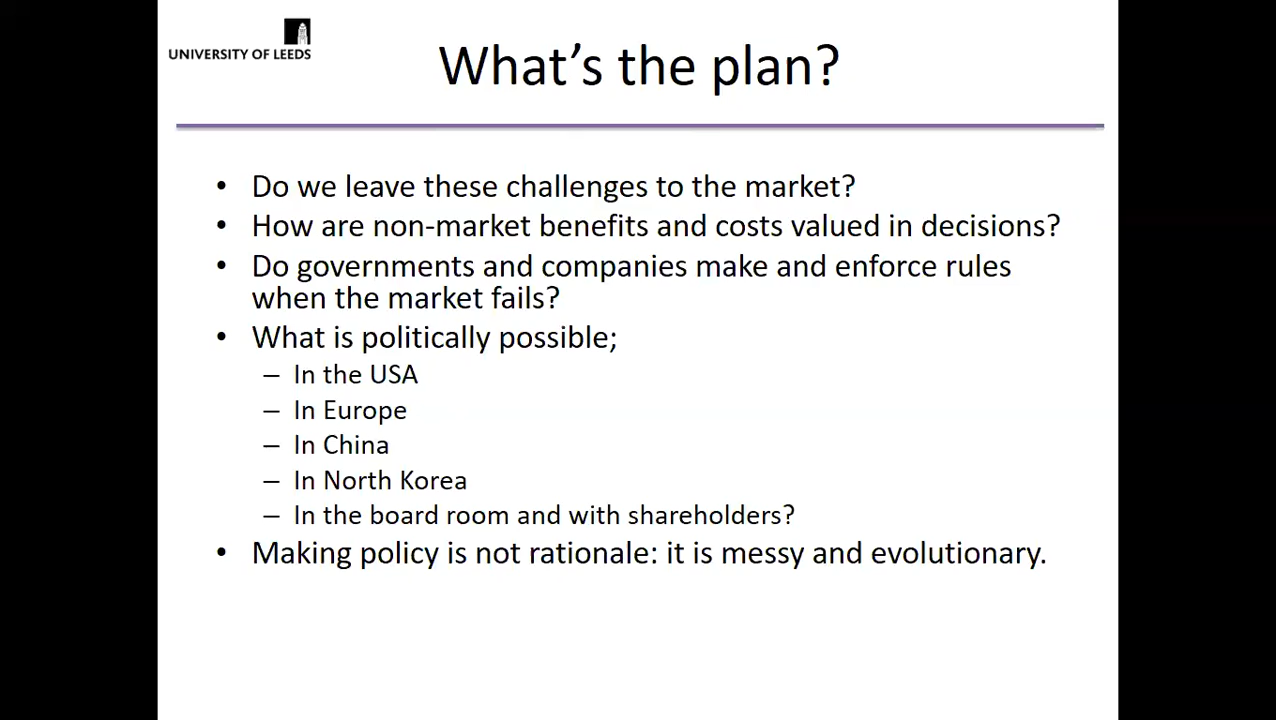 UNIVERSITY OF LEEDS
What's the plan?
• Do we leave these challenges to the market?
• How are non-market benefits and costs valued in decisions?
• Do governments and companies make and enforce rules
when the market fails?
• What is politically possible;
– In the USA
– In Europe
– In China
– In North Korea
– In the board room and with shareholders?
• Making policy is not rationale: it is messy and evolutionary.